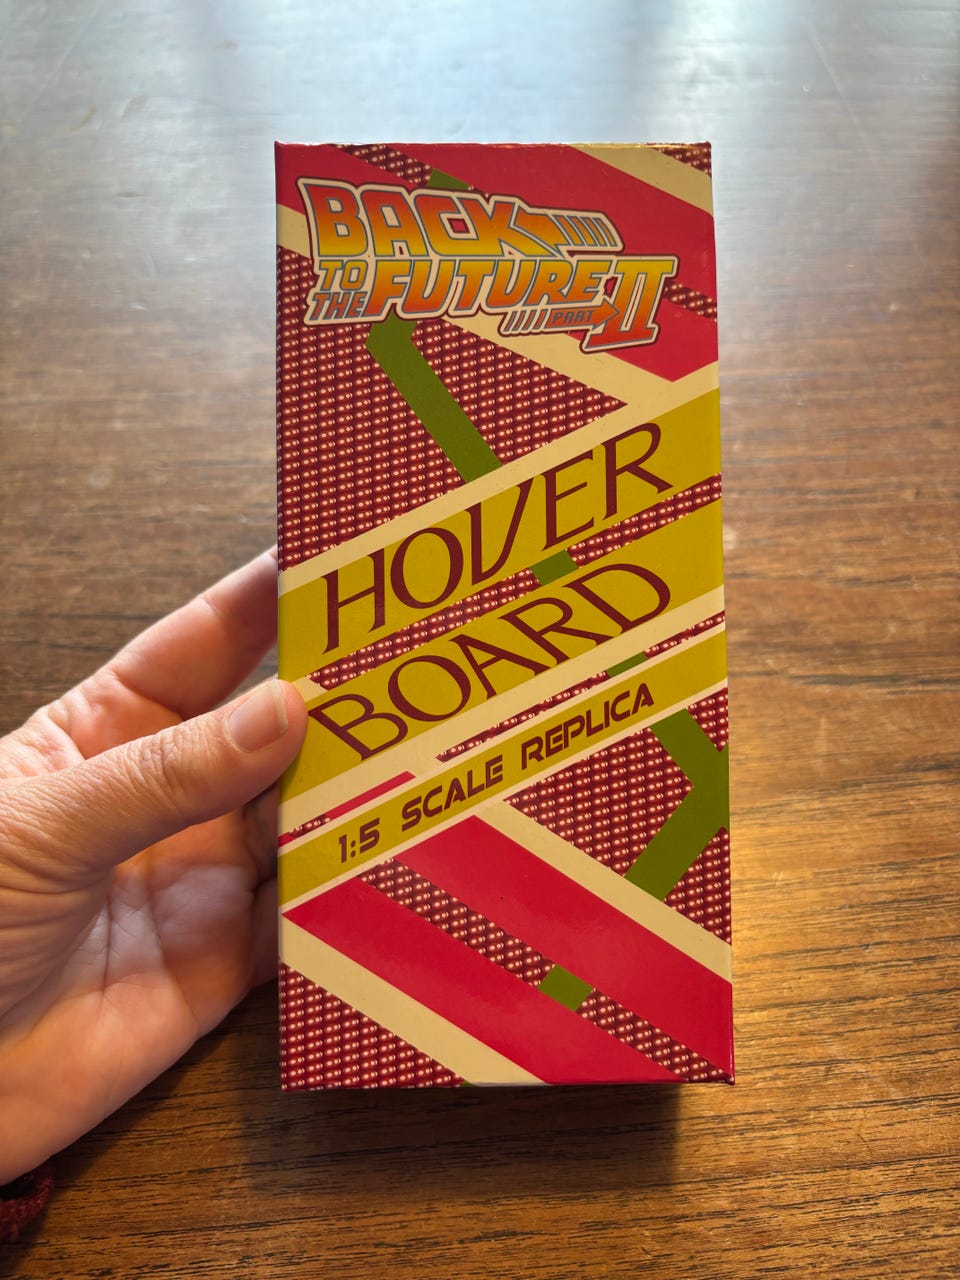 BACK
TO THE FUTURE II
PART
HOVER
BOARD
1:5 SCALE REPLICA